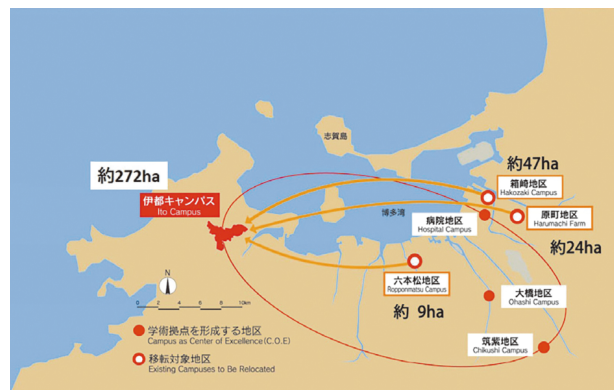 志賀島
約47ha
約272ha
箱崎地区
Hakozaki Campus
伊都キャンパス
Ito Campus
博多湾
病院地区
Hospital Campus
原町地区
Harumachi Farm
約24ha
六本松地区
Ropponmatsu Campus
約 9ha
大橋地区
Ohashi Campus
筑紫地区
Chikushi Campus
N
0 2 4 6 8 10km
学術拠点を形成する地区
Campus as Center of Excellence(C.O.E)
移転対象地区
Existing Campuses to Be Relocated